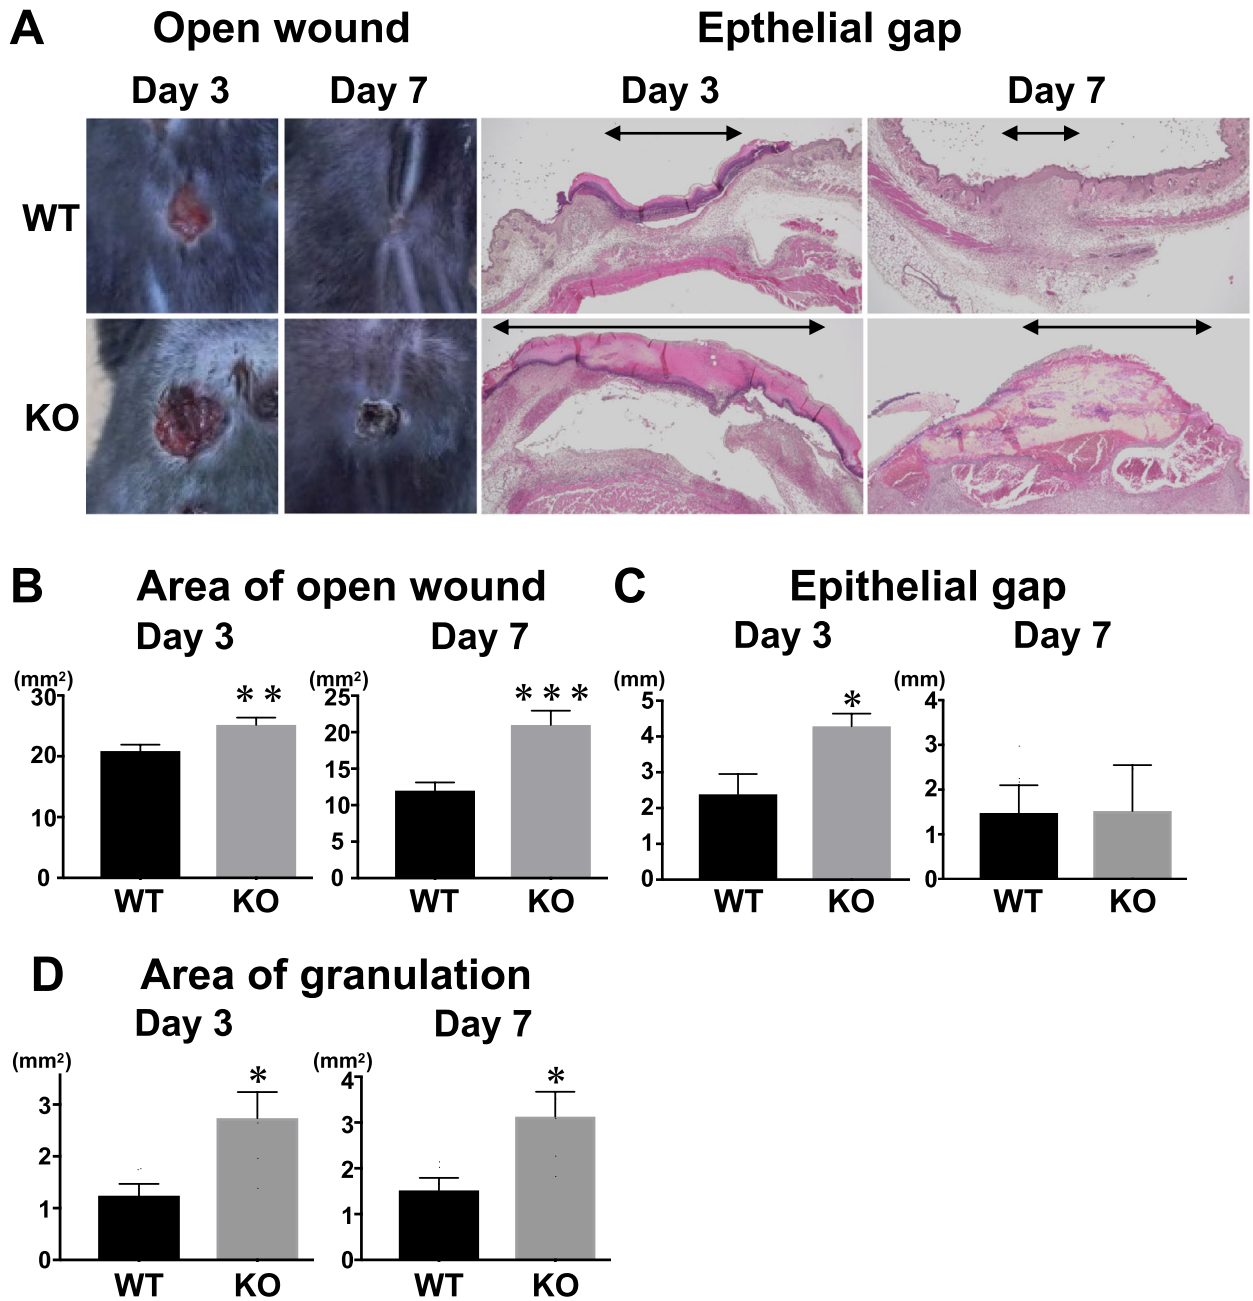 A Open wound Epthelial gap
Day 3 Day 7 Day 3 Day 7
WT
KO
B Area of open wound C Epithelial gap
Day 3 Day 7 Day 3 Day 7
(mm²) (mm²) (mm) (mm)
30 ** 25 *** 5 * 4
20 20 4 3
10 15 3 2
0 10 2 1
5 1 0
0 0
WT KO WT KO WT KO WT KO
D Area of granulation
Day 3 Day 7
(mm²) (mm²)
* 4 *
3 3
2 2
1 1
0 0
WT KO WT KO